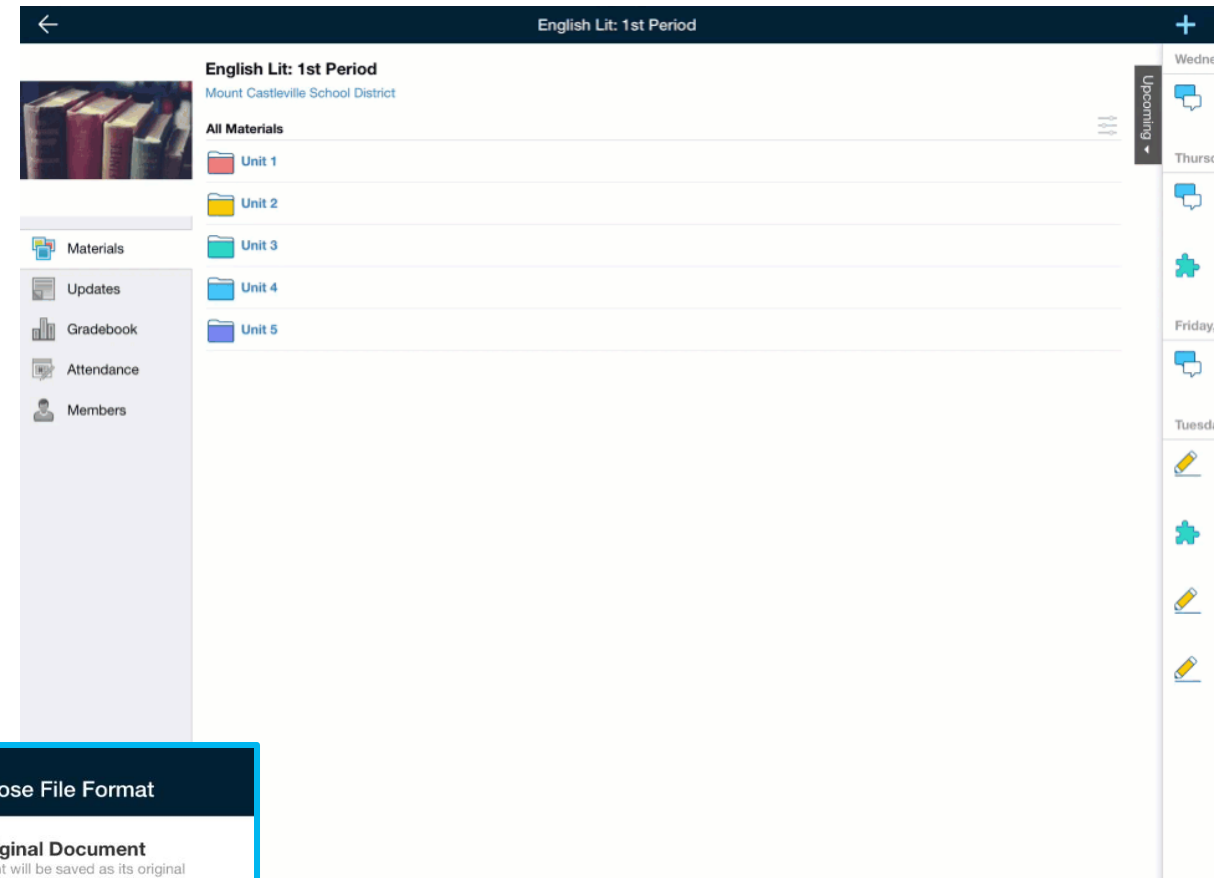 English Lit: 1st Period
English Lit: 1st Period
Mount Castleville School District
All Materials
Unit 1
Unit 2
Unit 3
Unit 4
Unit 5
Materials
Updates
Gradebook
Attendance
Members
Upcoming
Wedne
Thursd
Friday,
Tuesda
ose File Format
ginal Document
t will be saved as its original